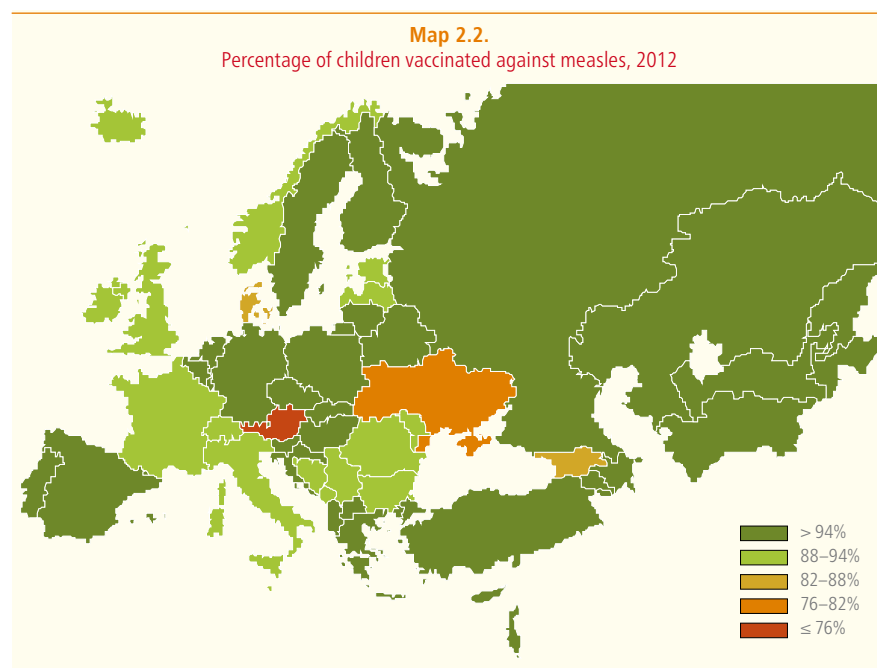 Map 2.2.
Percentage of children vaccinated against measles, 2012
> 94%
88–94%
82–88%
76–82%
≤ 76%